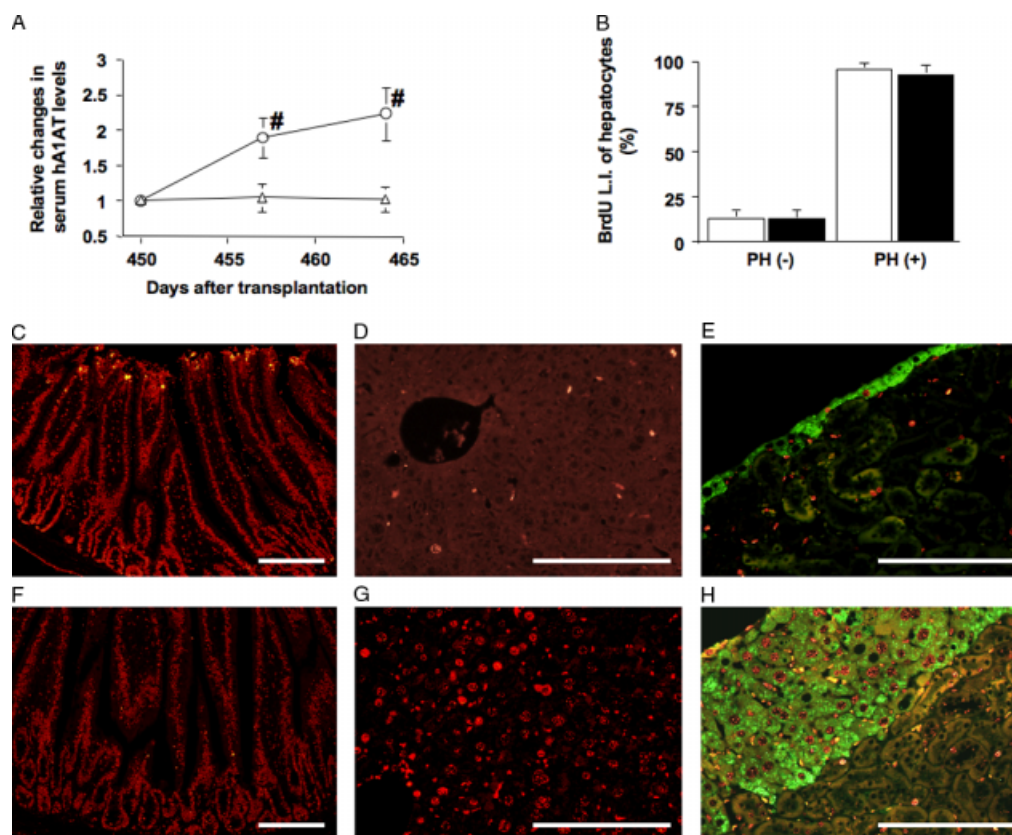 A
Relative changes in
serum hA1AT levels
3
2.5
2
1.5
1
0.5
#
#
450
455
460
465
Days after transplantation
B
BrdU L.I. of hepatocytes
(%)
100
75
50
25
0
PH (-)
PH (+)
C
D
E
F
G
H